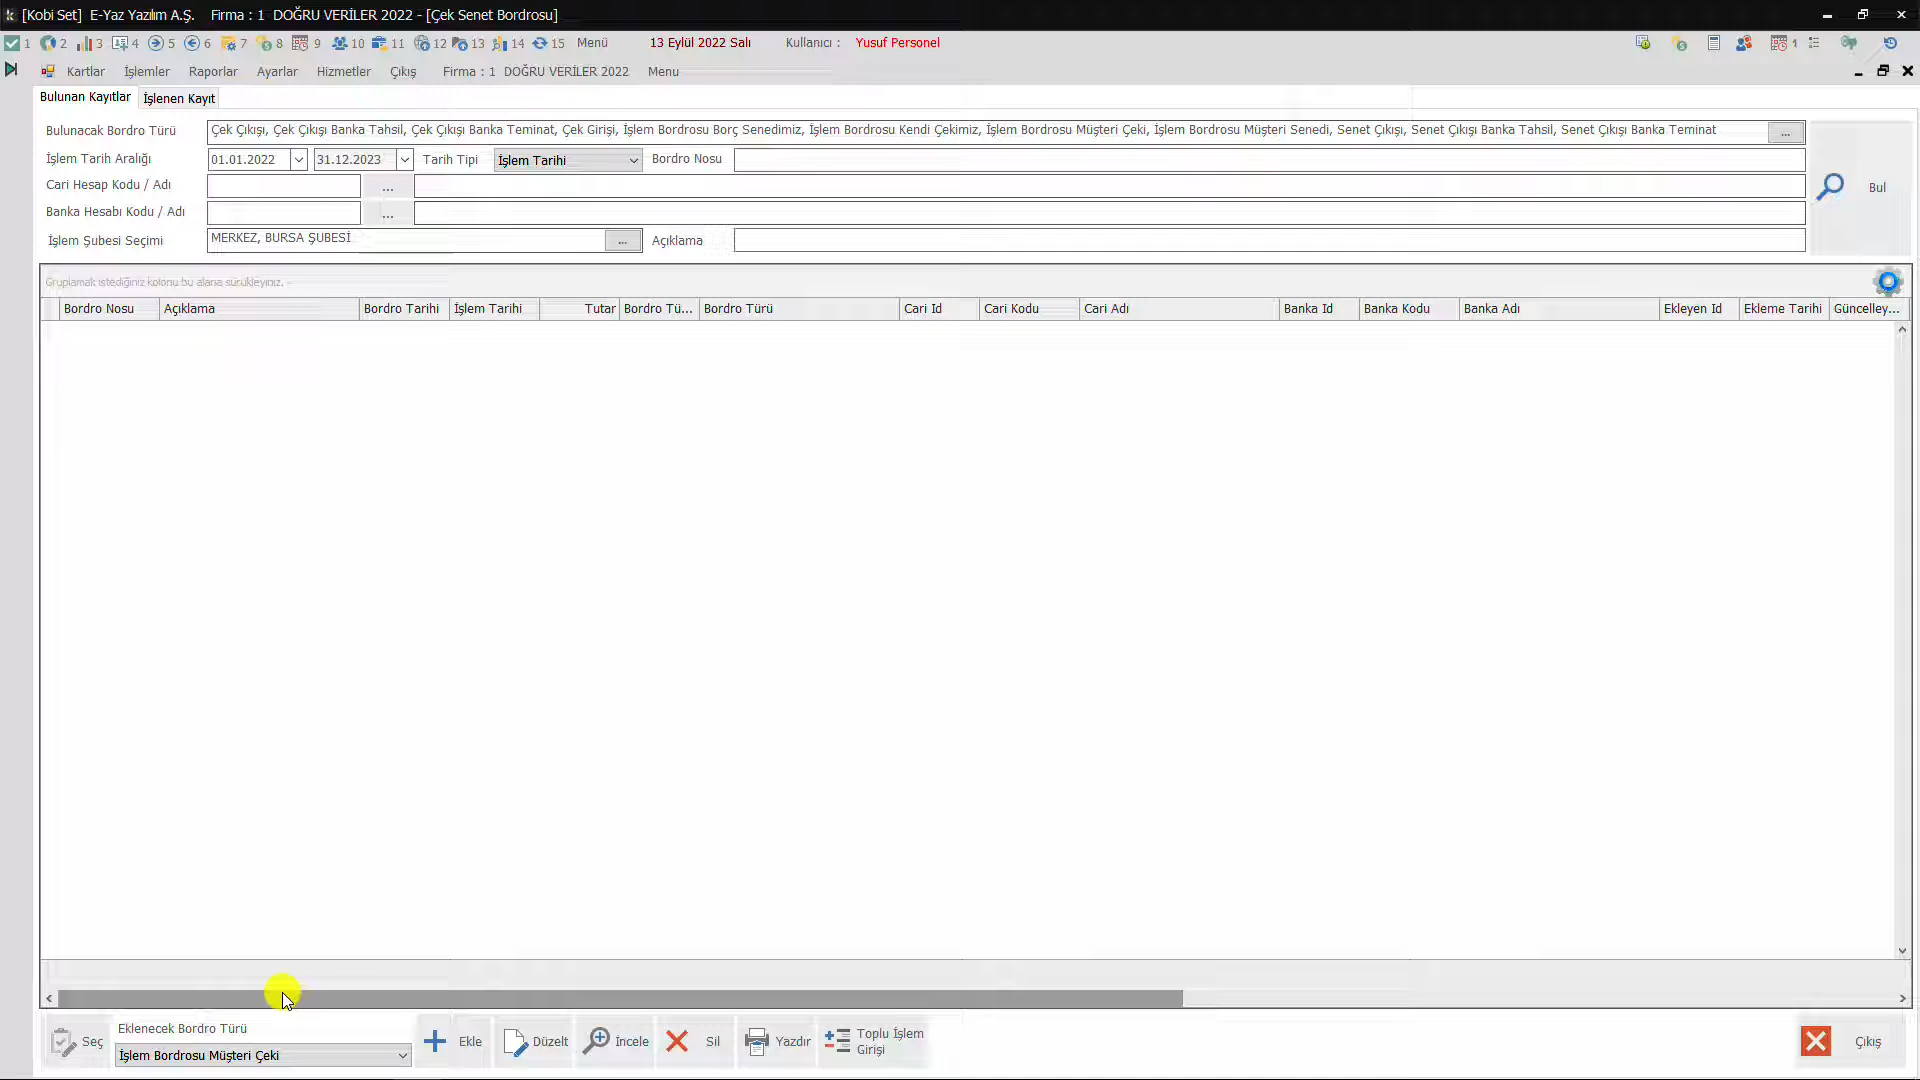 [Kobi Set] E-Yaz Yazılım A.Ş. Firma : 1 DOĞRU VERİLER 2022 - [Çek Senet Bordrosu]
1 2 3 4 5 6 7 8 9 10 11 12 13 14 15 Menü 13 Eylül 2022 Salı Kullanıcı : Yusuf Personel 1
Kartlar İşlemler Raporlar Ayarlar Hizmetler Çıkış Firma : 1 DOĞRU VERİLER 2022 Menu
Bulunan Kayıtlar İşlenen Kayıt
Bulunacak Bordro Türü Çek Çıkışı, Çek Çıkışı Banka Tahsil, Çek Çıkışı Banka Teminat, Çek Girişi, İşlem Bordrosu Borç Senedimiz, İşlem Bordrosu Kendi Çekimiz, İşlem Bordrosu Müşteri Çeki, İşlem Bordrosu Müşteri Senedi, Senet Çıkışı, Senet Çıkışı Banka Tahsil, Senet Çıkışı Banka Teminat ...
İşlem Tarih Aralığı 01.01.2022 31.12.2023 Tarih Tipi İşlem Tarihi Bordro Nosu
Cari Hesap Kodu / Adı ...
Bul
Banka Hesabı Kodu / Adı ...
İşlem Şubesi Seçimi MERKEZ, BURSA ŞUBESİ ... Açıklama
Gruplamak istediğiniz kolonu bu alana sürükleyiniz. -
Bordro Nosu Açıklama Bordro Tarihi İşlem Tarihi Tutar Bordro Tü... Bordro Türü Cari Id Cari Kodu Cari Adı Banka Id Banka Kodu Banka Adı Ekleyen Id Ekleme Tarihi Güncelley...
Seç Eklenecek Bordro Türü
İşlem Bordrosu Müşteri Çeki
Ekle Düzelt İncele Sil Yazdır Toplu İşlem
Girişi
Çıkış